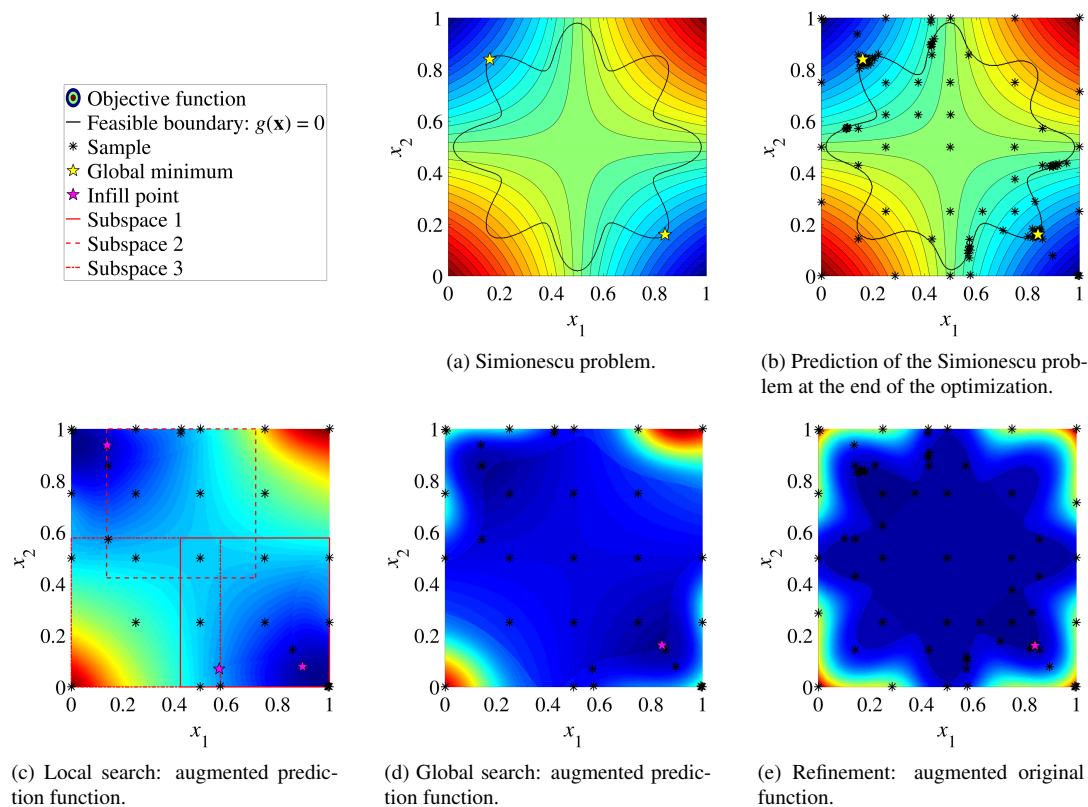 Objective function
Feasible boundary: g(x) = 0
Sample
Global minimum
Infill point
Subspace 1
Subspace 2
Subspace 3
1
0.8
0.6
0.4
0.2
0
x2
0 0.2 0.4 0.6 0.8 1
x1
(a) Simionescu problem.
1
0.8
0.6
0.4
0.2
0
x2
0 0.2 0.4 0.6 0.8 1
x1
(b) Prediction of the Simionescu prob-
lem at the end of the optimization.
1
0.8
0.6
0.4
0.2
0
x2
0 0.2 0.4 0.6 0.8 1
x1
(c) Local search: augmented predic-
tion function.
1
0.8
0.6
0.4
0.2
0
x2
0 0.2 0.4 0.6 0.8 1
x1
(d) Global search: augmented predic-
tion function.
1
0.8
0.6
0.4
0.2
0
x2
0 0.2 0.4 0.6 0.8 1
x1
(e) Refinement: augmented original
function.